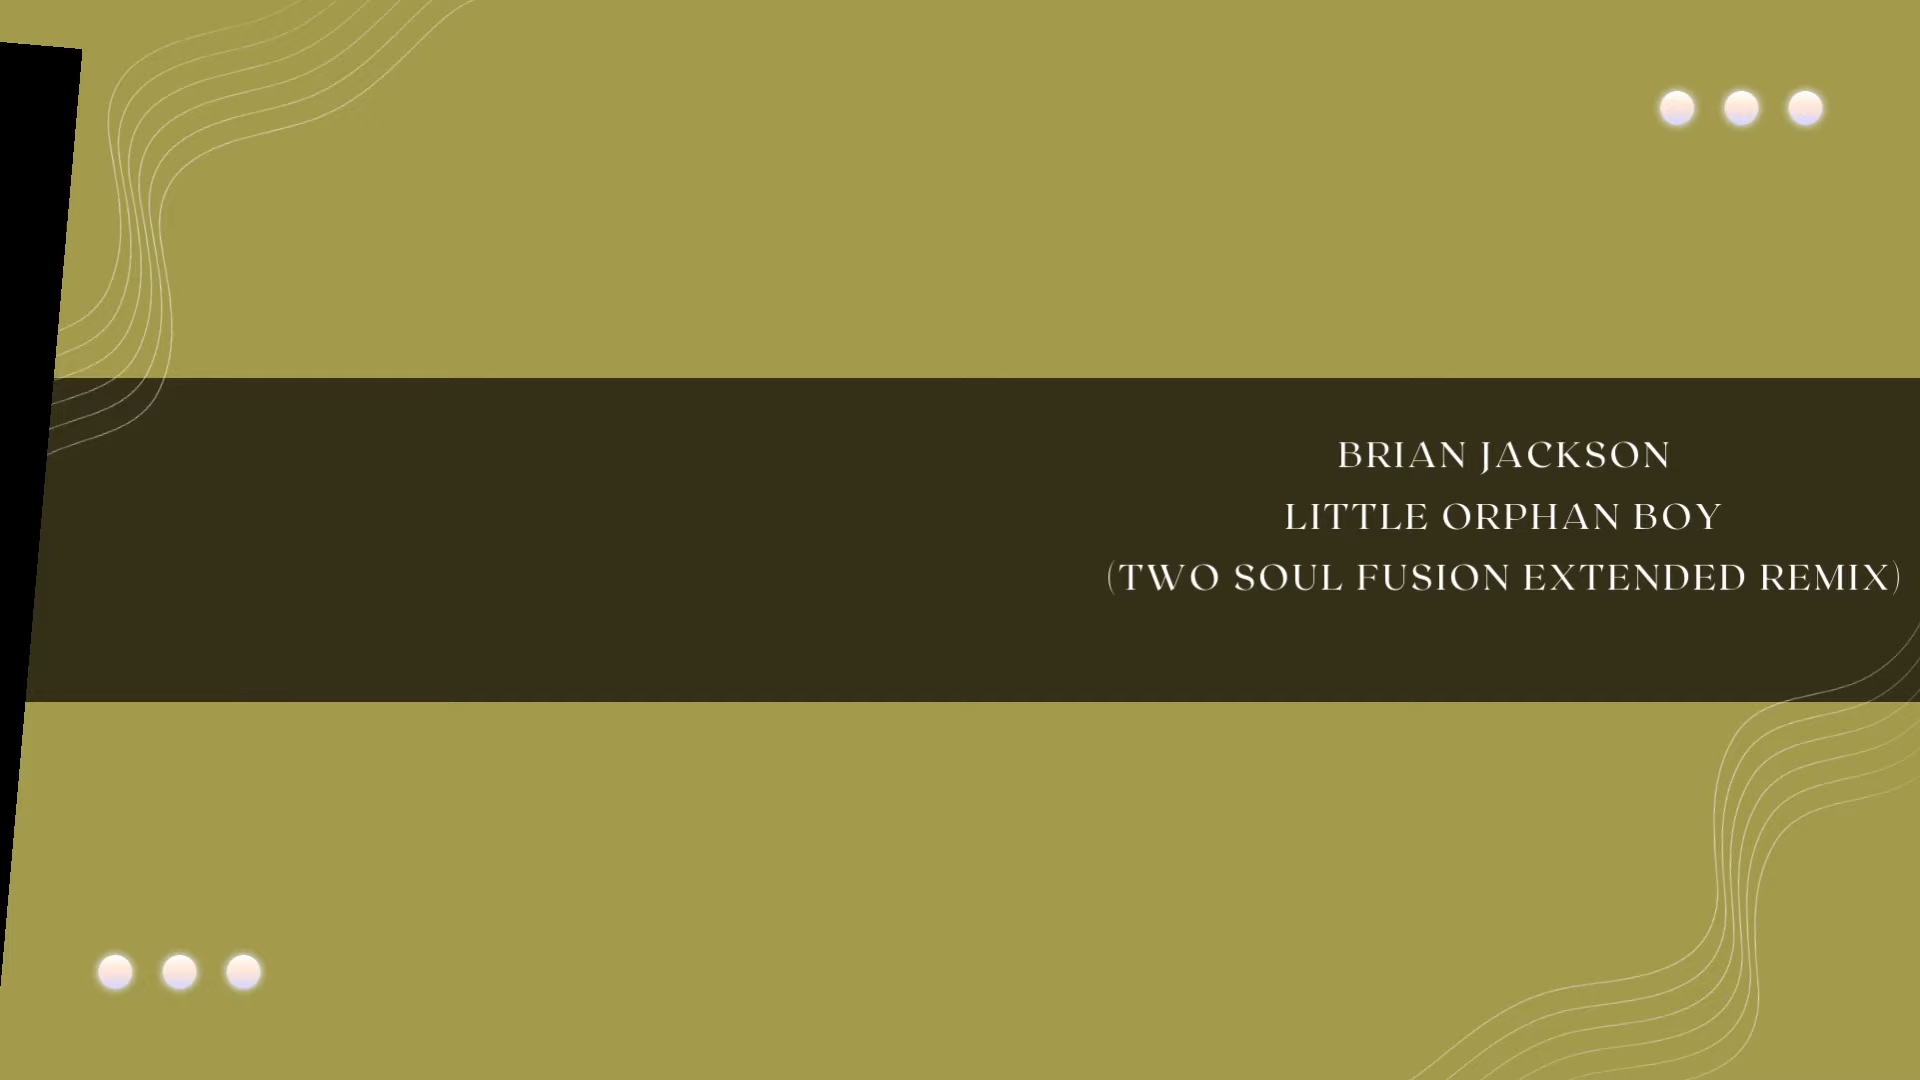 BRIAN JACKSON
LITTLE ORPHAN BOY
(TWO SOUL FUSION EXTENDED REMIX)